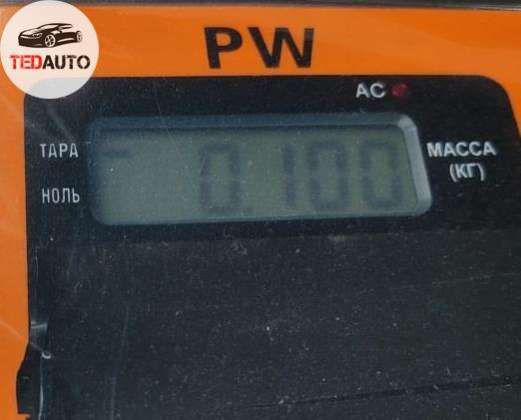 TEDAUTO
PW
AC
ТАРА
НОЛЬ
0.100
МАССА
(КГ)